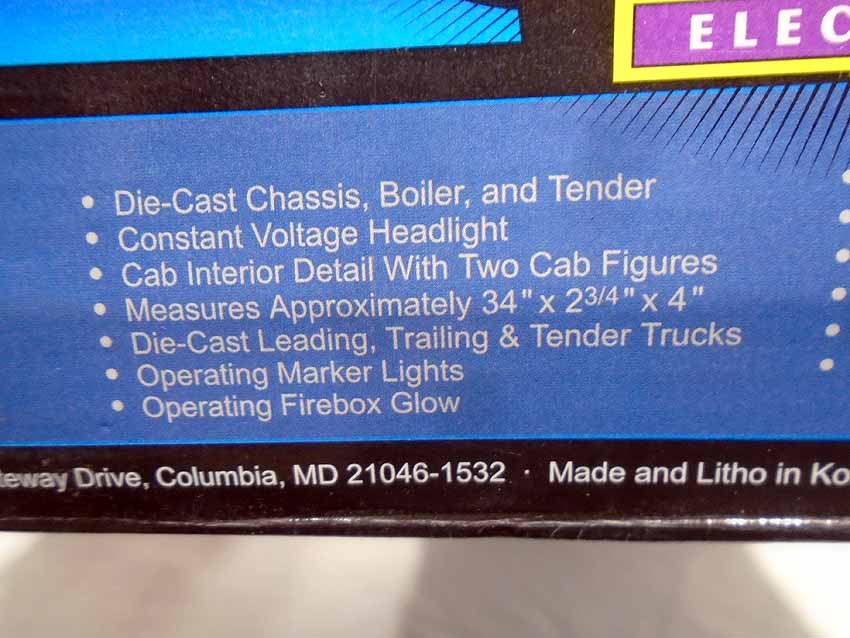 ELEC
• Die-Cast Chassis, Boiler, and Tender
• Constant Voltage Headlight
• Cab Interior Detail With Two Cab Figures
• Measures Approximately 34" x 2 3/4" x 4"
• Die-Cast Leading, Trailing & Tender Trucks
• Operating Marker Lights
• Operating Firebox Glow
teway Drive, Columbia, MD 21046-1532 · Made and Litho in Ko